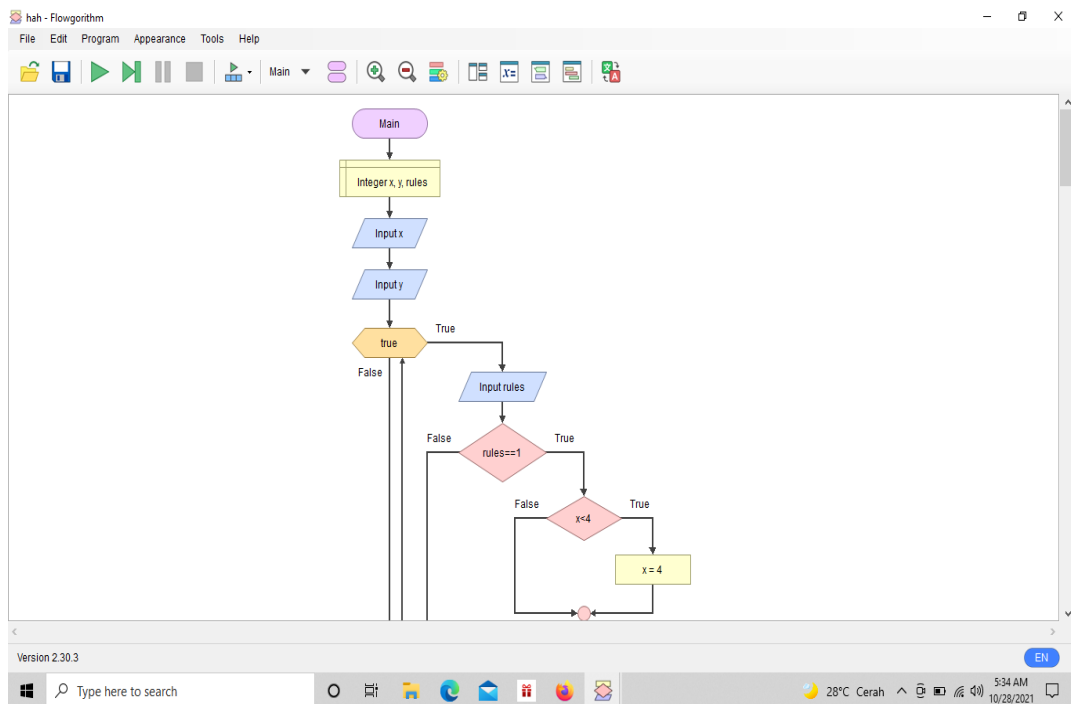 hah - Flowgorithm
File Edit Program Appearance Tools Help
Main
x=
Main
Integer x, y, rules
Input x
Input y
true
True
False
Input rules
rules==1
False
True
x<4
False
True
x = 4
Version 2.30.3
EN
Type here to search
28°C Cerah
5:34 AM
10/28/2021